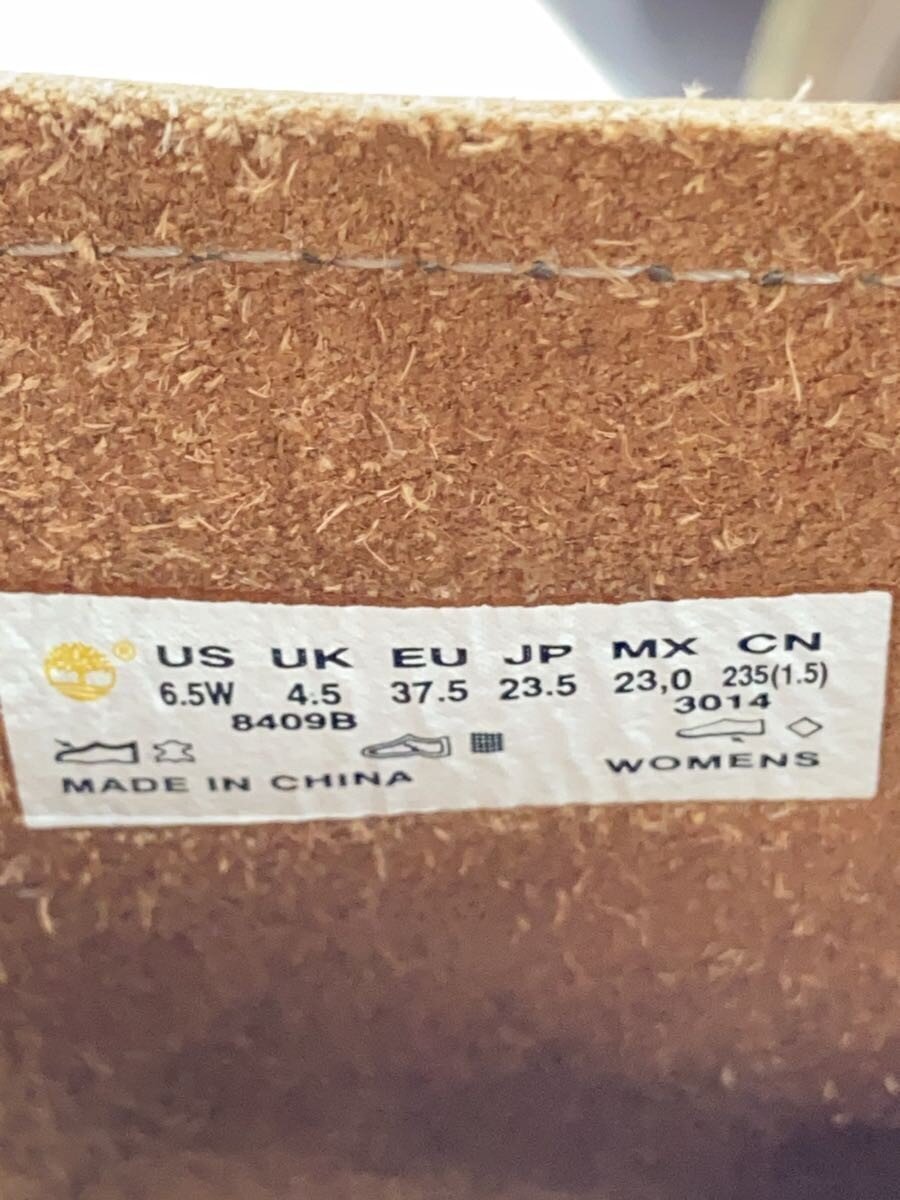 ® US UK EU JP MX CN
6.5W 4.5 37.5 23.5 23,0 235(1.5)
8409B 3014
MADE IN CHINA WOMENS